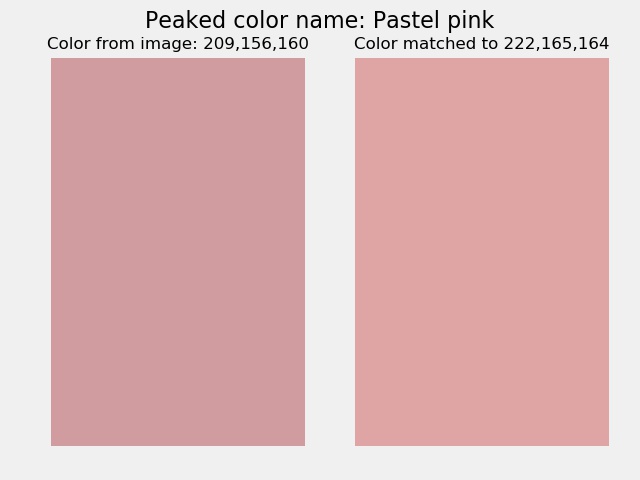 Peaked color name: Pastel pink
Color from image: 209,156,160
Color matched to 222,165,164